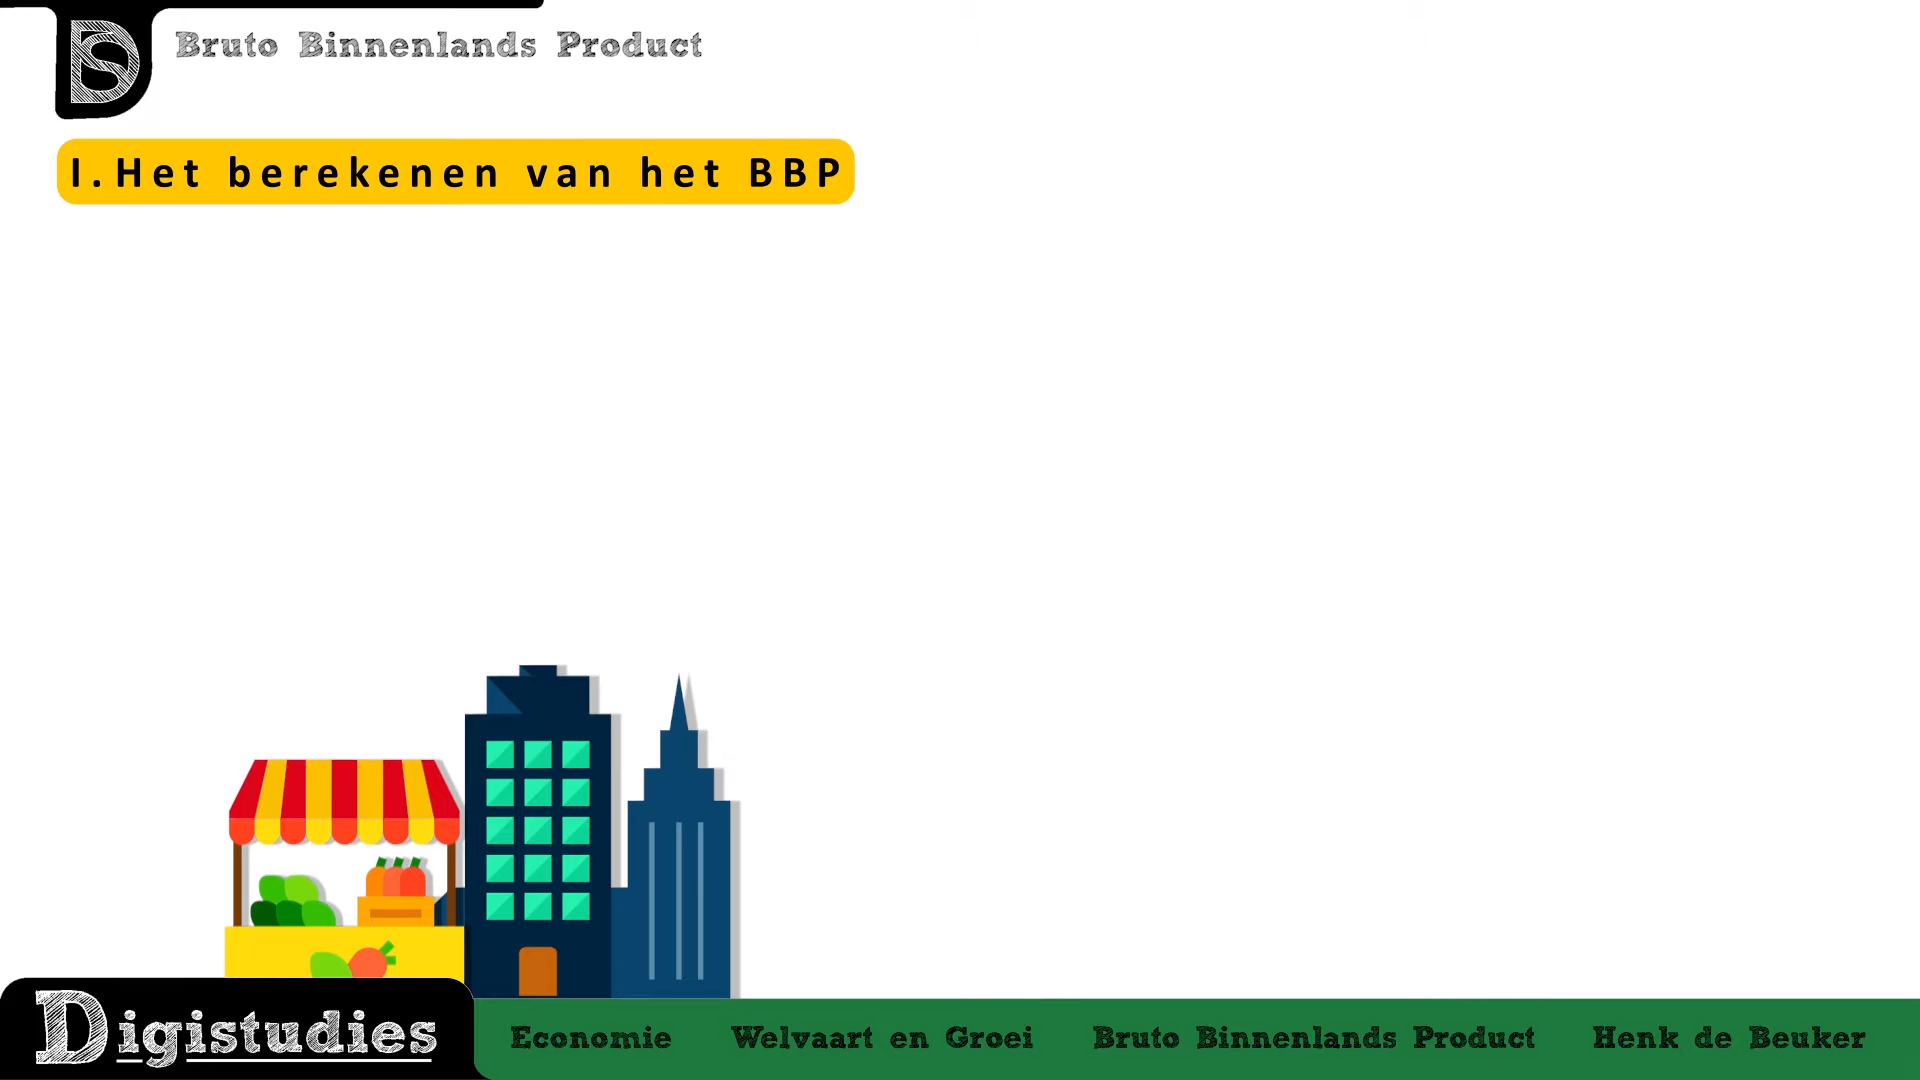 DS
Bruto Binnenlands Product
I.Het berekenen van het BBP
Digistudies
Economie Welvaart en Groei Bruto Binnenlands Product Henk de Beuker